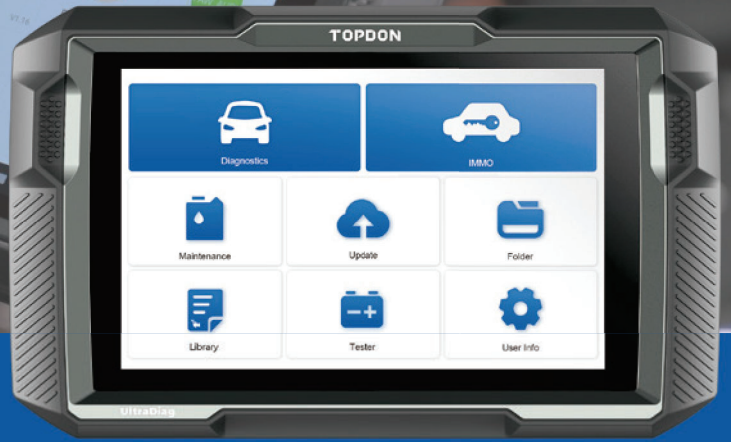 TOPDON
Diagnostics
IMMO
Maintenance
Update
Folder
Library
Tester
User Info
UltraDiag